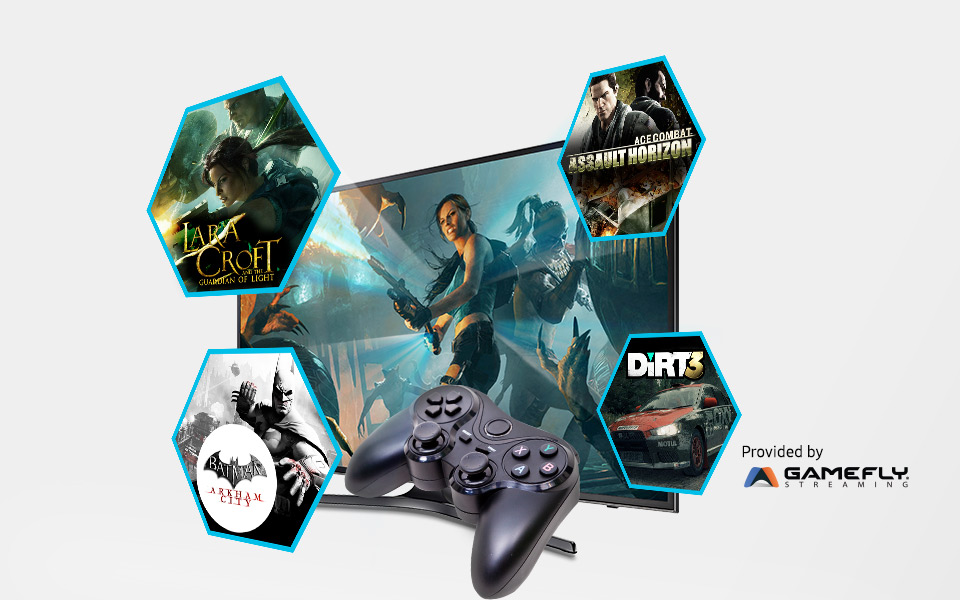 LARA
CROFT
AND THE
GUARDIAN OF LIGHT
ACE COMBAT
ASSAULT HORIZON
BATMAN
ARKHAM
CITY
DiRT3
MOTUL
X
Y
A
B
Provided by
GAMEFLY
STREAMING